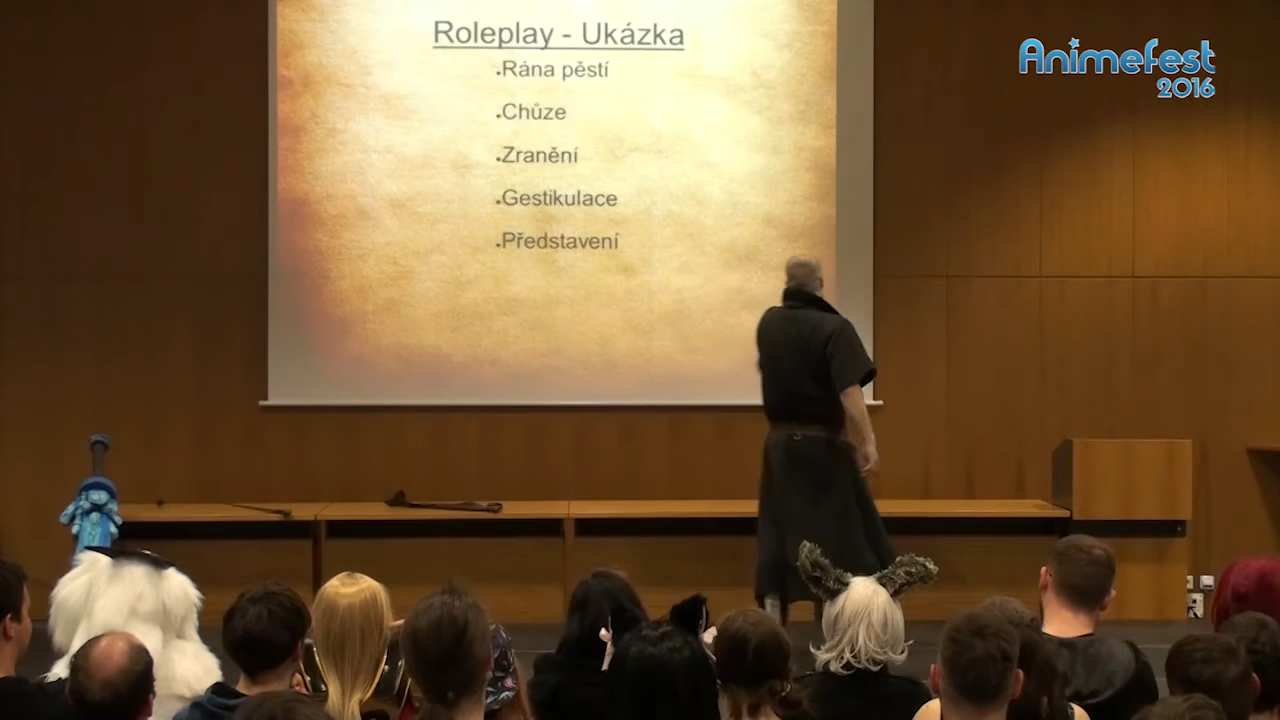 Roleplay - Ukázka
•Rána pěstí
•Chůze
•Zranění
•Gestikulace
•Představení
Animefest
2016